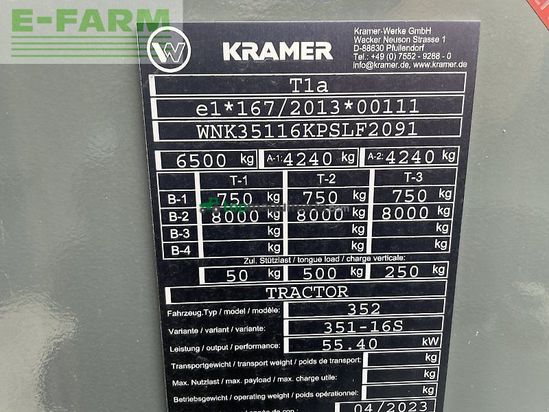 E-FARM
W
KRAMER
Kramer-Werke GmbH
Wacker Neuson Strasse 1
D-88630 Pfullendorf
Tel.: +49 (0) 7552 - 9288 - 0
info@kramer.de, www.kramer.de
T1a
e1*167/2013*00111
WNK35116KPSLF2091
6500 kg A-1: 4240 kg A-2: 4240 kg
T-1 T-2 T-3
B-1 750 kg 750 kg 750 kg
B-2 8000 kg 8000 kg 8000 kg
B-3 kg kg kg
B-4 kg kg kg
Zul. Stützlast / tongue load / charge verticale:
50 kg 500 kg 250 kg
TRACTOR
Fahrzeug.Typ / model / modèle: 352
Variante / variant / variante: 351-16S
Leistung / output / performance: 55.40 kW
Transportgewicht / transport weight / poids de transport: kg
Max. Nutzlast / max. payload / max. charge utile: kg
Betriebsgewicht / operating weight / poids en charge: kg
04/2023